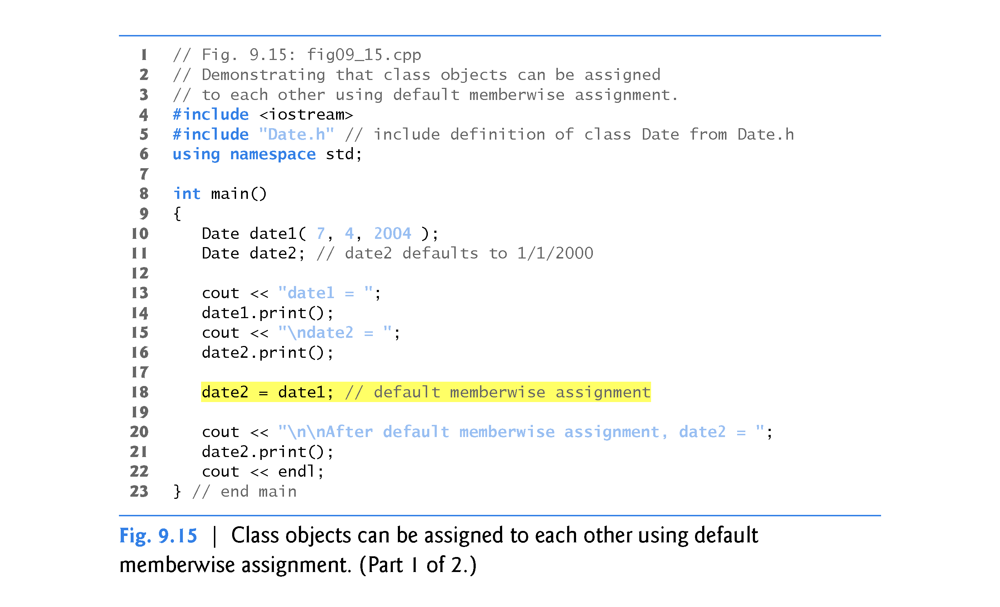 1 // Fig. 9.15: fig09_15.cpp
2 // Demonstrating that class objects can be assigned
3 // to each other using default memberwise assignment.
4 #include <iostream>
5 #include "Date.h" // include definition of class Date from Date.h
6 using namespace std;
7
8 int main()
9 {
10 Date date1( 7, 4, 2004 );
11 Date date2; // date2 defaults to 1/1/2000
12
13 cout << "date1 = ";
14 date1.print();
15 cout << "\ndate2 = ";
16 date2.print();
17
18 date2 = date1; // default memberwise assignment
19
20 cout << "\n\nAfter default memberwise assignment, date2 = ";
21 date2.print();
22 cout << endl;
23 } // end main
Fig. 9.15 | Class objects can be assigned to each other using default
memberwise assignment. (Part 1 of 2.)